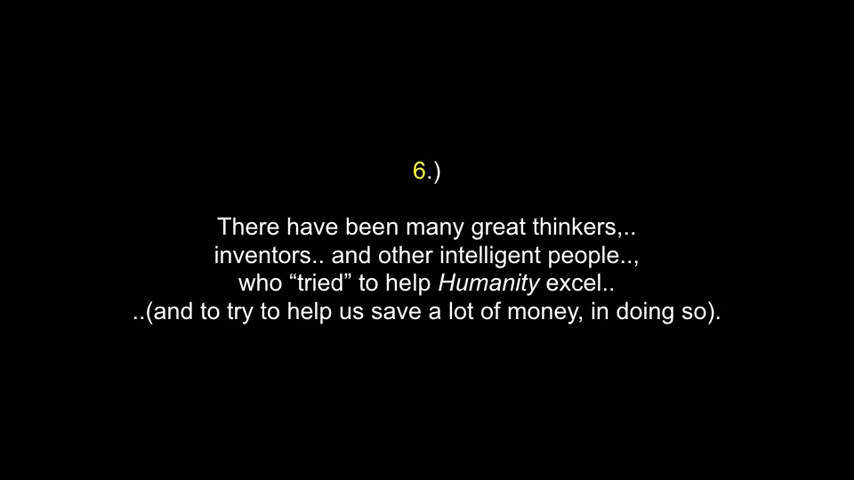 6.)
There have been many great thinkers,..
inventors.. and other intelligent people..,
who “tried” to help Humanity excel..
..(and to try to help us save a lot of money, in doing so).